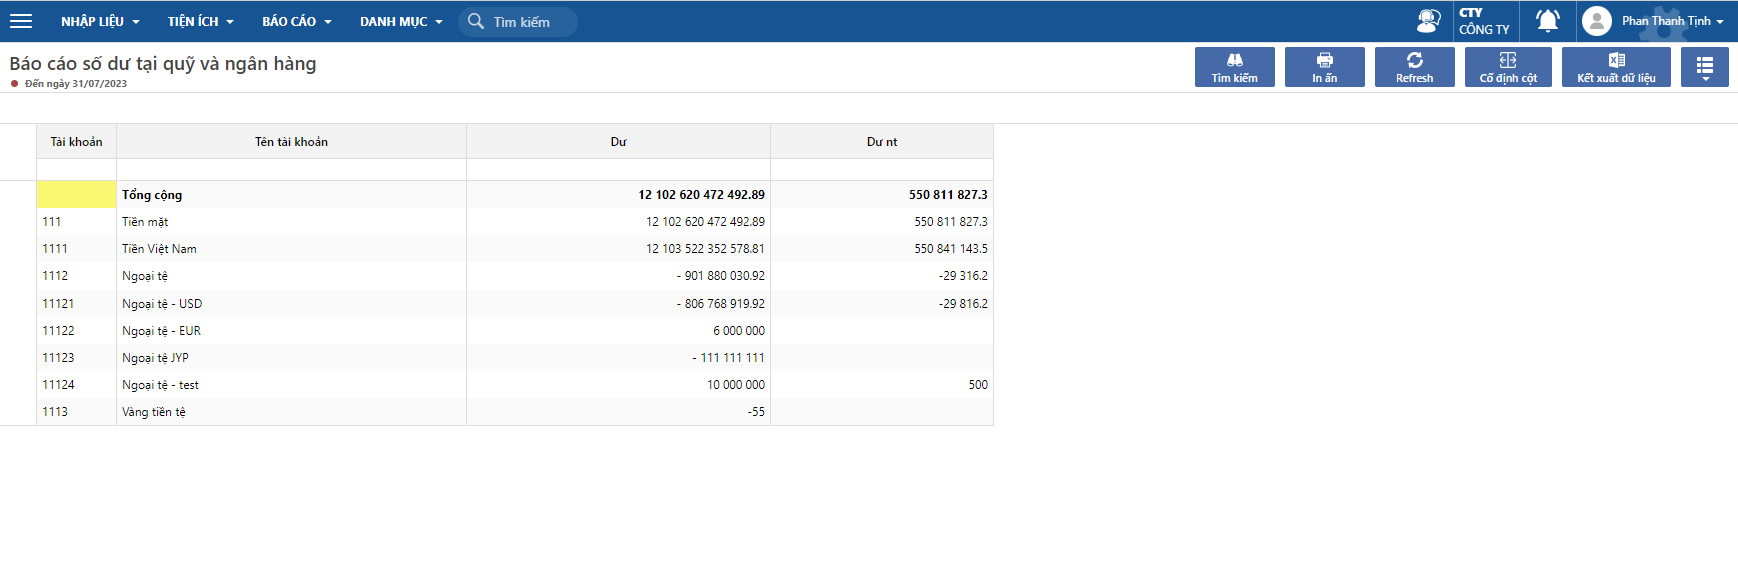 NHẬP LIỆU TIỆN ÍCH BÁO CÁO DANH MỤC Tìm kiếm CTY CÔNG TY Phan Thanh Tịnh
Báo cáo số dư tại quỹ và ngân hàng
Đến ngày 31/07/2023
Tìm kiếm In ấn Refresh Cố định cột Kết xuất dữ liệu
Tài khoản Tên tài khoản Dư Dư nt
Tổng cộng 12 102 620 472 492.89 550 811 827.3
111 Tiền mặt 12 102 620 472 492.89 550 811 827.3
1111 Tiền Việt Nam 12 103 522 352 578.81 550 841 143.5
1112 Ngoại tệ - 901 880 030.92 -29 316.2
11121 Ngoại tệ - USD - 806 768 919.92 -29 816.2
11122 Ngoại tệ - EUR 6 000 000
11123 Ngoại tệ JYP - 111 111 111
11124 Ngoại tệ - test 10 000 000 500
1113 Vàng tiền tệ -55